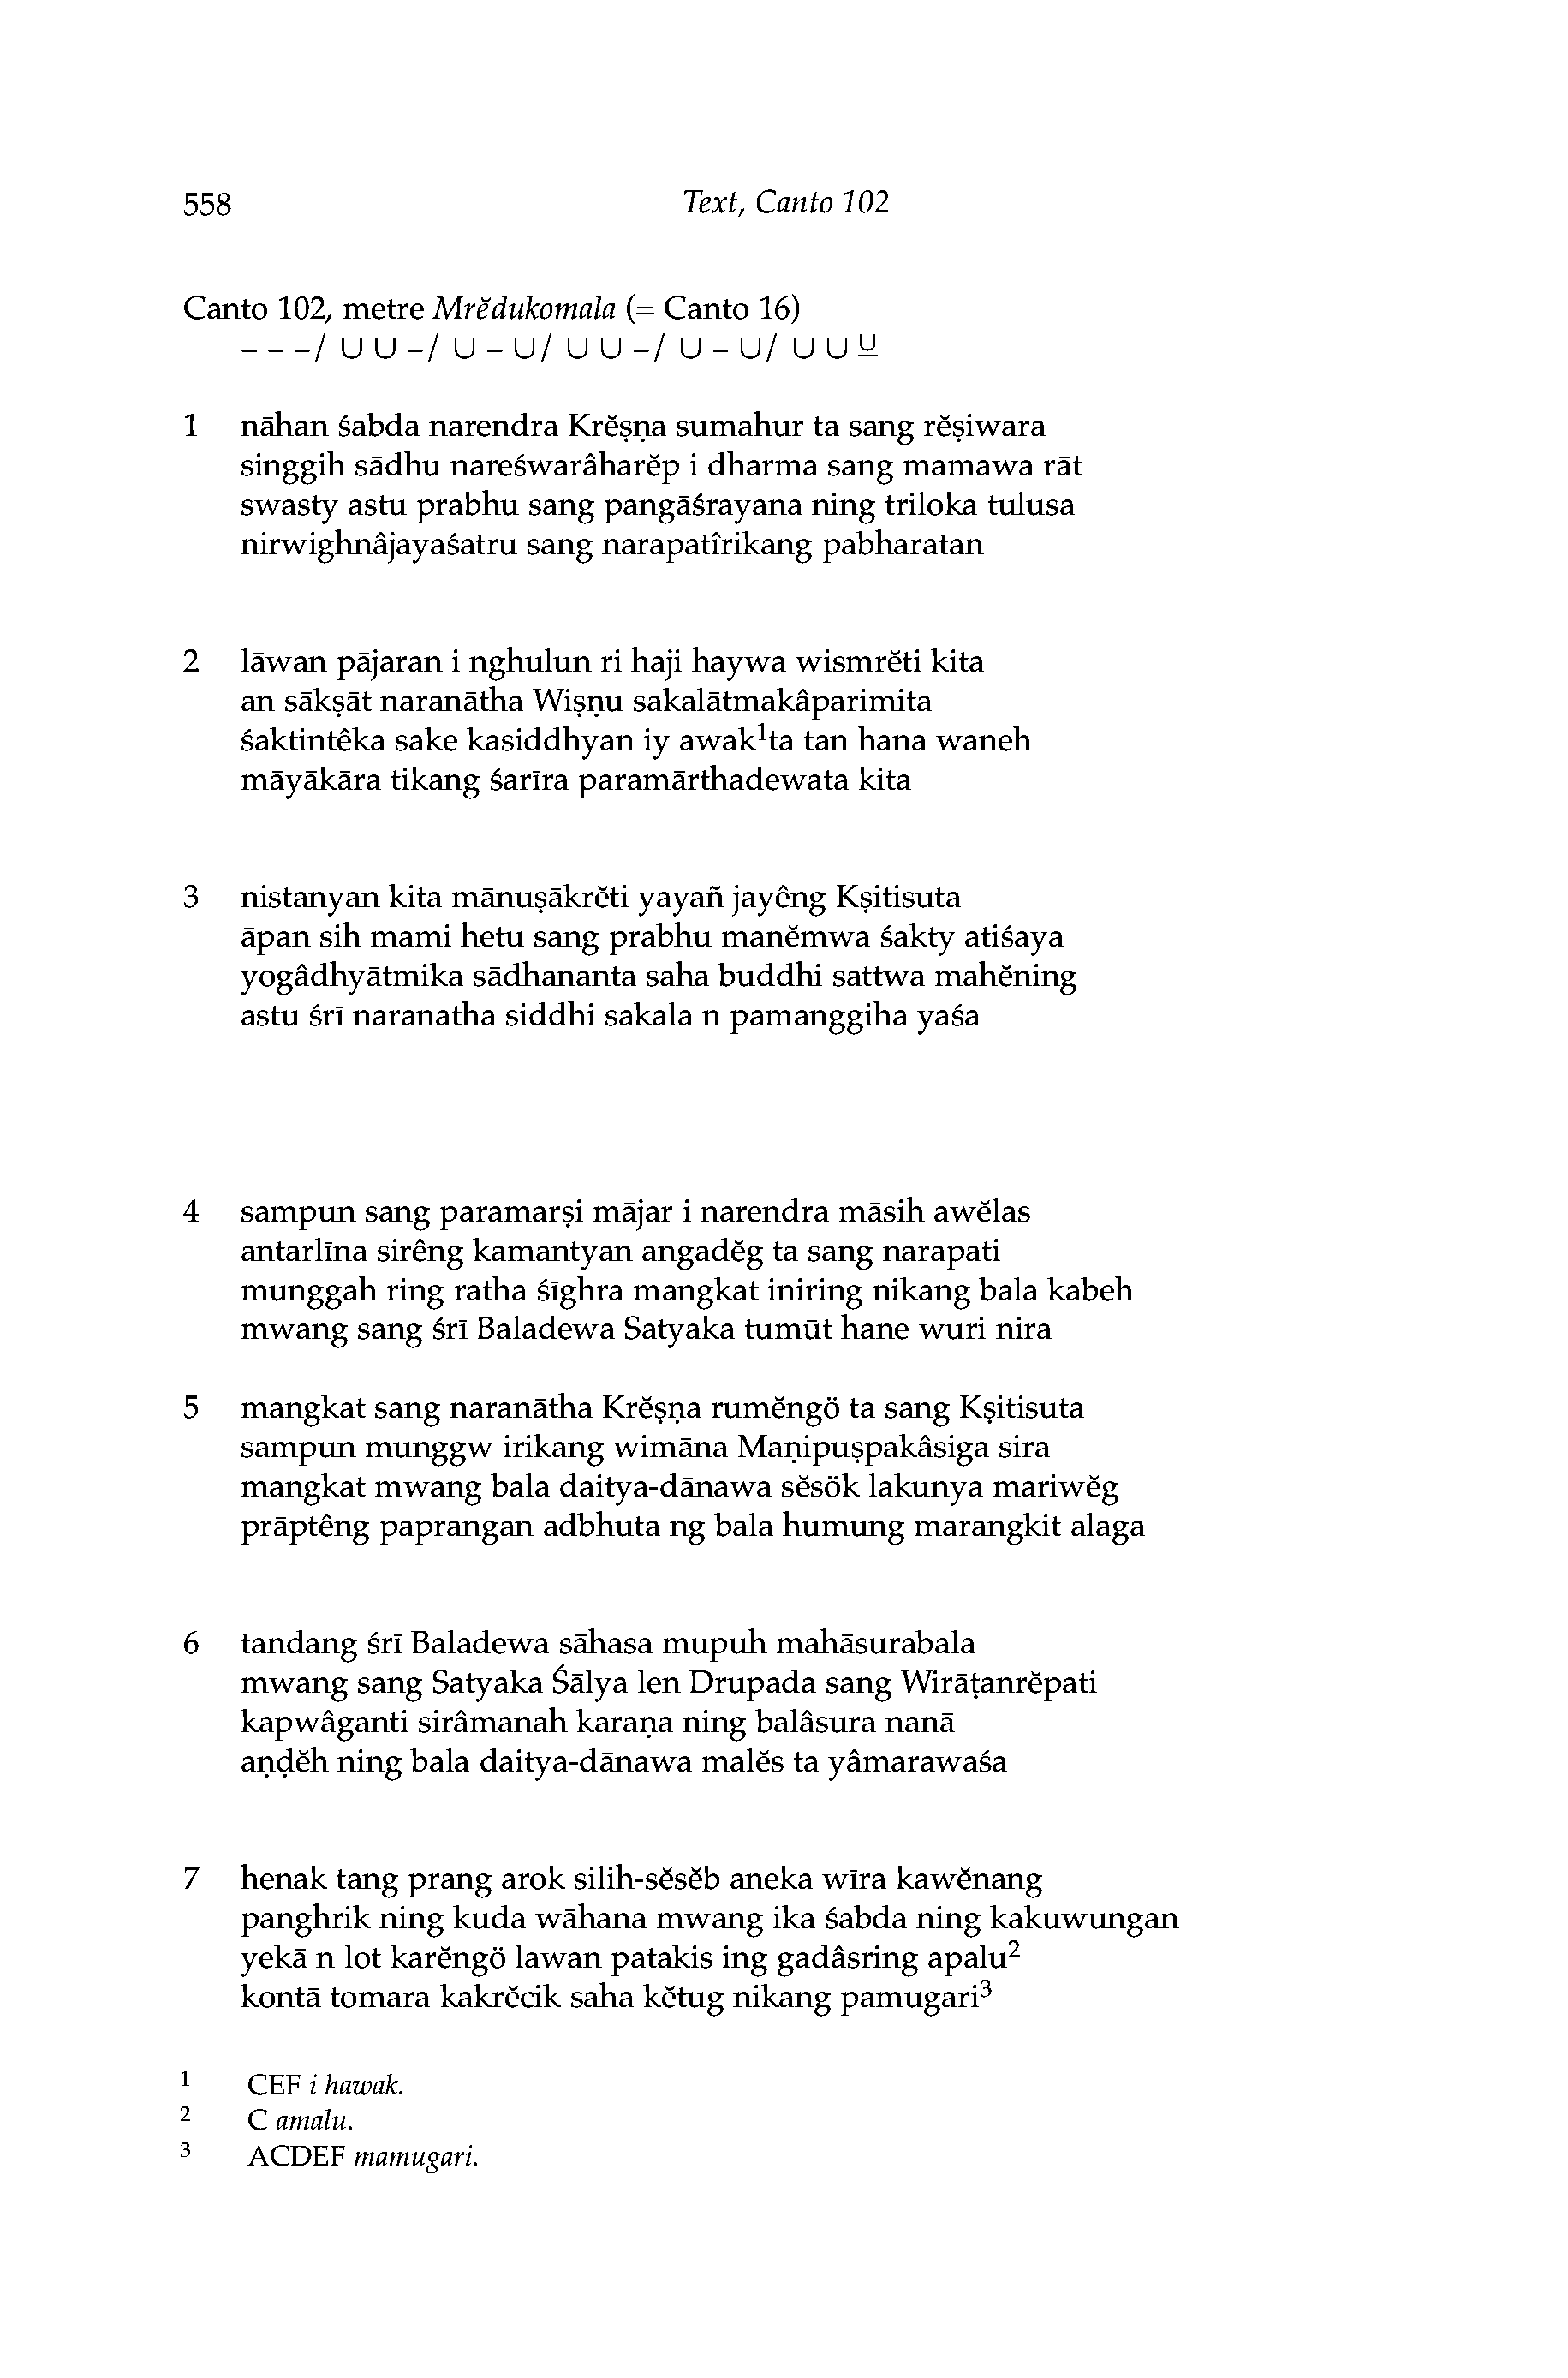 558 Text, Canto 102
Canto 102, metre Mrĕdukomala (= Canto 16)
– – –/ ∪ ∪ –/ ∪ – ∪/ ∪ ∪ –/ ∪ – ∪/ ∪ ∪ ⊻
1 nāhan śabda narendra Krĕṣṇa sumahur ta sang rĕṣiwara
singgih sādhu nareśwarâharĕp i dharma sang mamawa rāt
swasty astu prabhu sang pangāśrayana ning triloka tulusa
nirwighnâjayaśatru sang narapatîrikang pabharatan
2 lāwan pājaran i nghulun ri haji haywa wismrĕti kita
an sākṣāt naranātha Wiṣṇu sakalātmakâparimita
śaktintêka sake kasiddhyan iy awak¹ta tan hana waneh
māyākāra tikang śarīra paramārthadewata kita
3 nistanyan kita mānuṣākrĕti yayañ jayêng Kṣitisuta
āpan sih mami hetu sang prabhu manĕmwa śakty atiśaya
yogâdhyātmika sādhananta saha buddhi sattwa mahĕning
astu śrī naranatha siddhi sakala n pamanggiha yaśa
4 sampun sang paramarṣi mājar i narendra māsih awĕlas
antarlīna sirêng kamantyan angadĕg ta sang narapati
munggah ring ratha śīghra mangkat iniring nikang bala kabeh
mwang sang śrī Baladewa Satyaka tumūt hane wuri nira
5 mangkat sang naranātha Krĕṣṇa rumĕngö ta sang Kṣitisuta
sampun munggw irikang wimāna Maṇipuṣpakâsiga sira
mangkat mwang bala daitya-dānawa sĕsök lakunya mariwĕg
prāptêng paprangan adbhuta ng bala humung marangkit alaga
6 tandang śrī Baladewa sāhasa mupuh mahāsurabala
mwang sang Satyaka Śālya len Drupada sang Wirāṭanrĕpati
kapwâganti sirâmanah karaṇa ning balâsura nanā
aṇḍĕh ning bala daitya-dānawa malĕs ta yâmarawaśa
7 henak tang prang arok silih-sĕsĕb aneka wīra kawĕnang
panghrik ning kuda wāhana mwang ika śabda ning kakuwungan
yekā n lot karĕngö lawan patakis ing gadâsring apalu²
kontā tomara kakrĕcik saha kĕtug nikang pamugari³
1 CEF i hawak.
2 C amalu.
3 ACDEF mamugari.